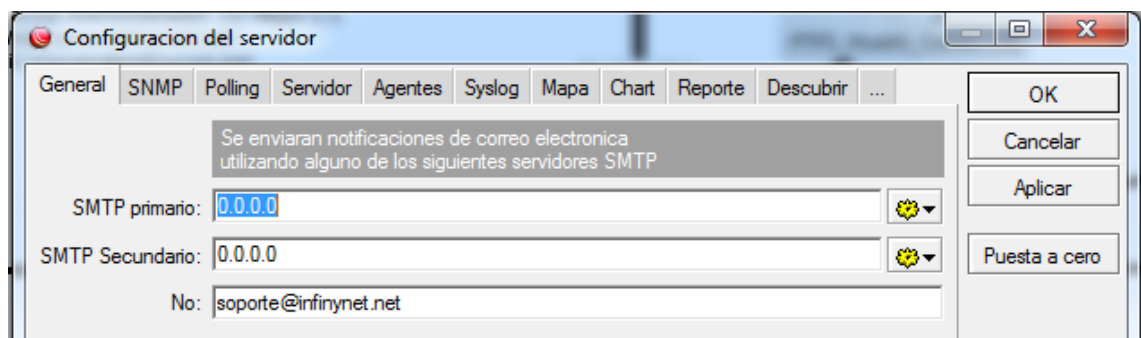 Configuracion del servidor
General SNMP Polling Servidor Agentes Syslog Mapa Chart Reporte Descubrir ...
OK
Se enviaran notificaciones de correo electronica
utilizando alguno de los siguientes servidores SMTP
Cancelar
Aplicar
SMTP primario: 0.0.0.0
SMTP Secundario: 0.0.0.0
Puesta a cero
No: soporte@infinynet.net